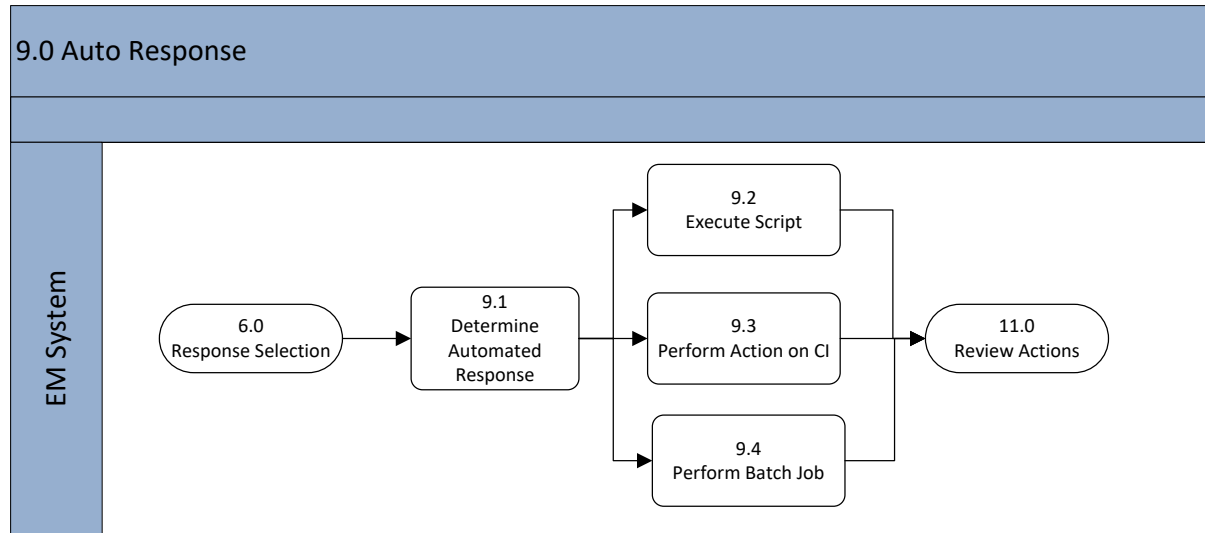 9.0 Auto Response
EM System
6.0
Response Selection
9.1
Determine
Automated
Response
9.2
Execute Script
9.3
Perform Action on CI
9.4
Perform Batch Job
11.0
Review Actions